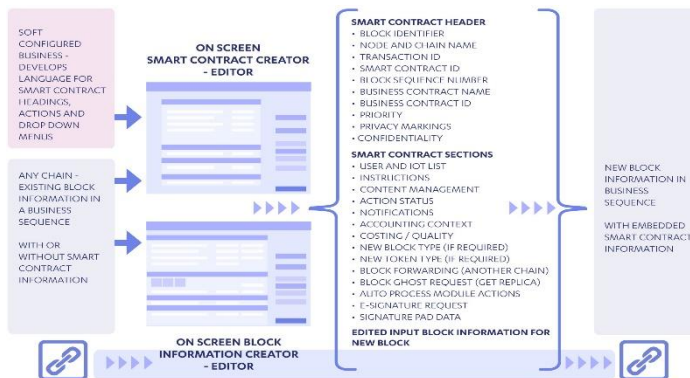 SOFT
CONFIGURED
BUSINESS -
DEVELOPS
LANGUAGE FOR
SMART CONTRACT
HEADINGS,
ACTIONS AND
DROP DOWN
MENUS
ANY CHAIN -
EXISTING BLOCK
INFORMATION IN
A BUSINESS
SEQUENCE
WITH OR
WITHOUT SMART
CONTRACT
INFORMATION
ON SCREEN
SMART CONTRACT CREATOR
- EDITOR
ON SCREEN BLOCK
INFORMATION CREATOR
- EDITOR
SMART CONTRACT HEADER
• BLOCK IDENTIFIER
• NODE AND CHAIN NAME
• TRANSACTION ID
• SMART CONTRACT ID
• BLOCK SEQUENCE NUMBER
• BUSINESS CONTRACT NAME
• BUSINESS CONTRACT ID
• PRIORITY
• PRIVACY MARKINGS
• CONFIDENTIALITY
SMART CONTRACT SECTIONS
• USER AND IOT LIST
• INSTRUCTIONS
• CONTENT MANAGEMENT
• ACTION STATUS
• NOTIFICATIONS
• ACCOUNTING CONTEXT
• COSTING / QUALITY
• NEW BLOCK TYPE (IF REQUIRED)
• NEW TOKEN TYPE (IF REQUIRED)
• BLOCK FORWARDING (ANOTHER CHAIN)
• BLOCK GHOST REQUEST (GET REPLICA)
• AUTO PROCESS MODULE ACTIONS
• E-SIGNATURE REQUEST
• SIGNATURE PAD DATA
EDITED INPUT BLOCK INFORMATION FOR
NEW BLOCK
NEW BLOCK
INFORMATION IN
BUSINESS
SEQUENCE
WITH EMBEDDED
SMART CONTRACT
INFORMATION